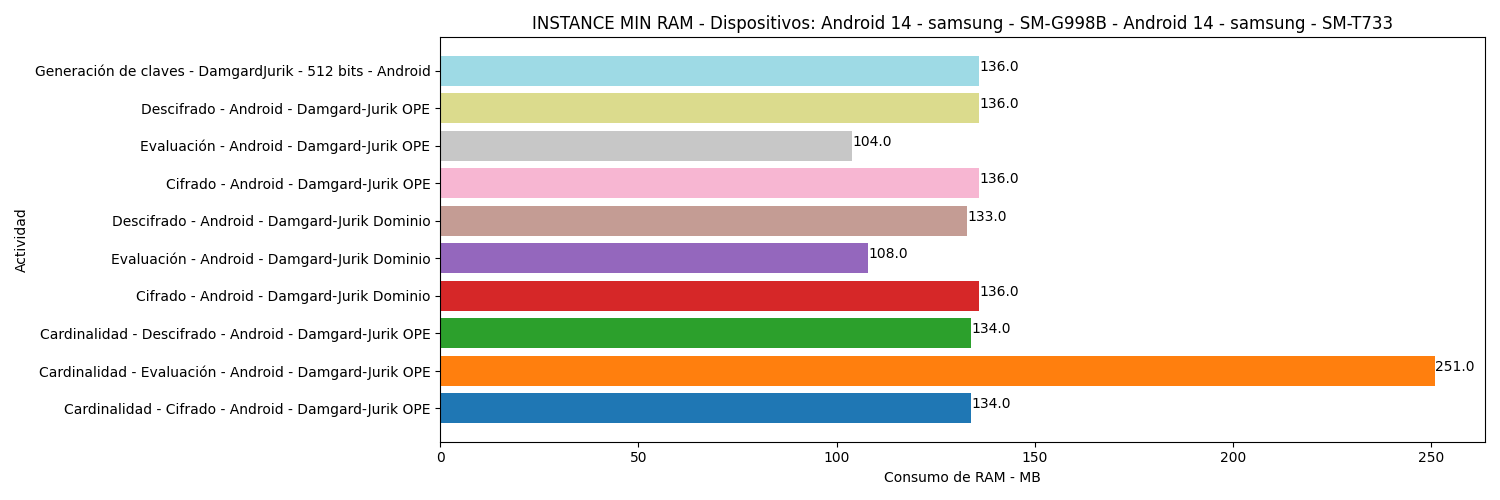 INSTANCE MIN RAM - Dispositivos: Android 14 - samsung - SM-G998B - Android 14 - samsung - SM-T733
Generación de claves - DamgardJurik - 512 bits - Android 136.0
Descifrado - Android - Damgard-Jurik OPE 136.0
Evaluación - Android - Damgard-Jurik OPE 104.0
Cifrado - Android - Damgard-Jurik OPE 136.0
Descifrado - Android - Damgard-Jurik Dominio 133.0
Evaluación - Android - Damgard-Jurik Dominio 108.0
Cifrado - Android - Damgard-Jurik Dominio 136.0
Cardinalidad - Descifrado - Android - Damgard-Jurik OPE 134.0
Cardinalidad - Evaluación - Android - Damgard-Jurik OPE 251.0
Cardinalidad - Cifrado - Android - Damgard-Jurik OPE 134.0
Actividad
0 50 100 150 200 250
Consumo de RAM - MB